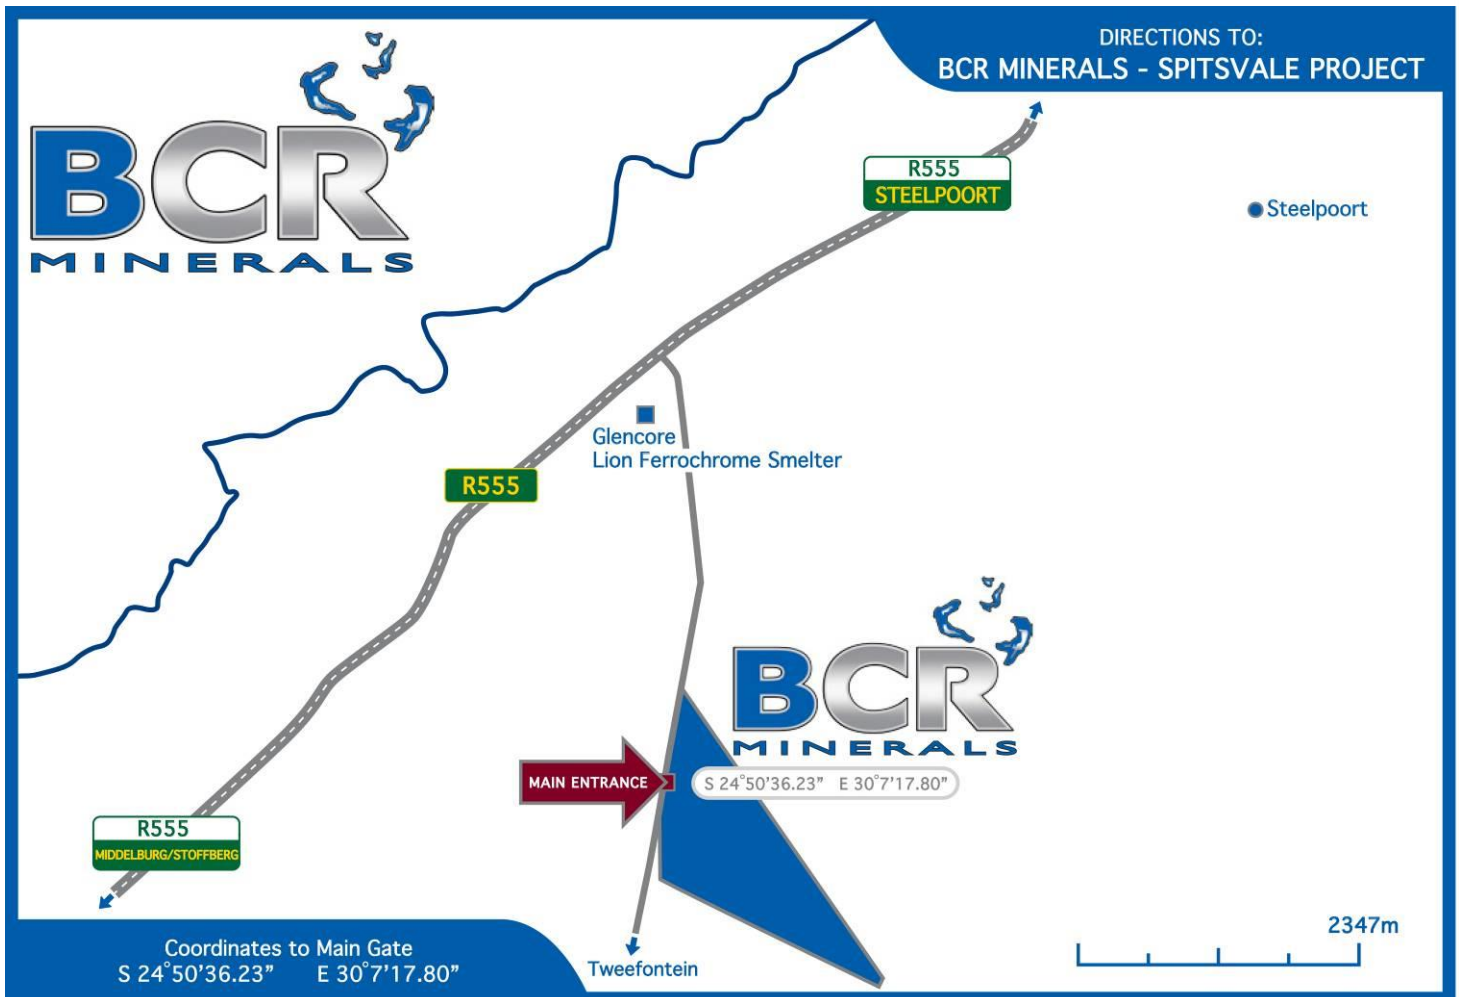 BCR
MINERALS
DIRECTIONS TO:
BCR MINERALS - SPITSVALE PROJECT
R555
STEELPOORT
Steelpoort
Glencore
Lion Ferrochrome Smelter
R555
BCR
MINERALS
MAIN ENTRANCE
S 24°50'36.23" E 30°7'17.80"
R555
MIDDELBURG/STOFFBERG
Coordinates to Main Gate
S 24°50'36.23" E 30°7'17.80"
Tweefontein
2347m